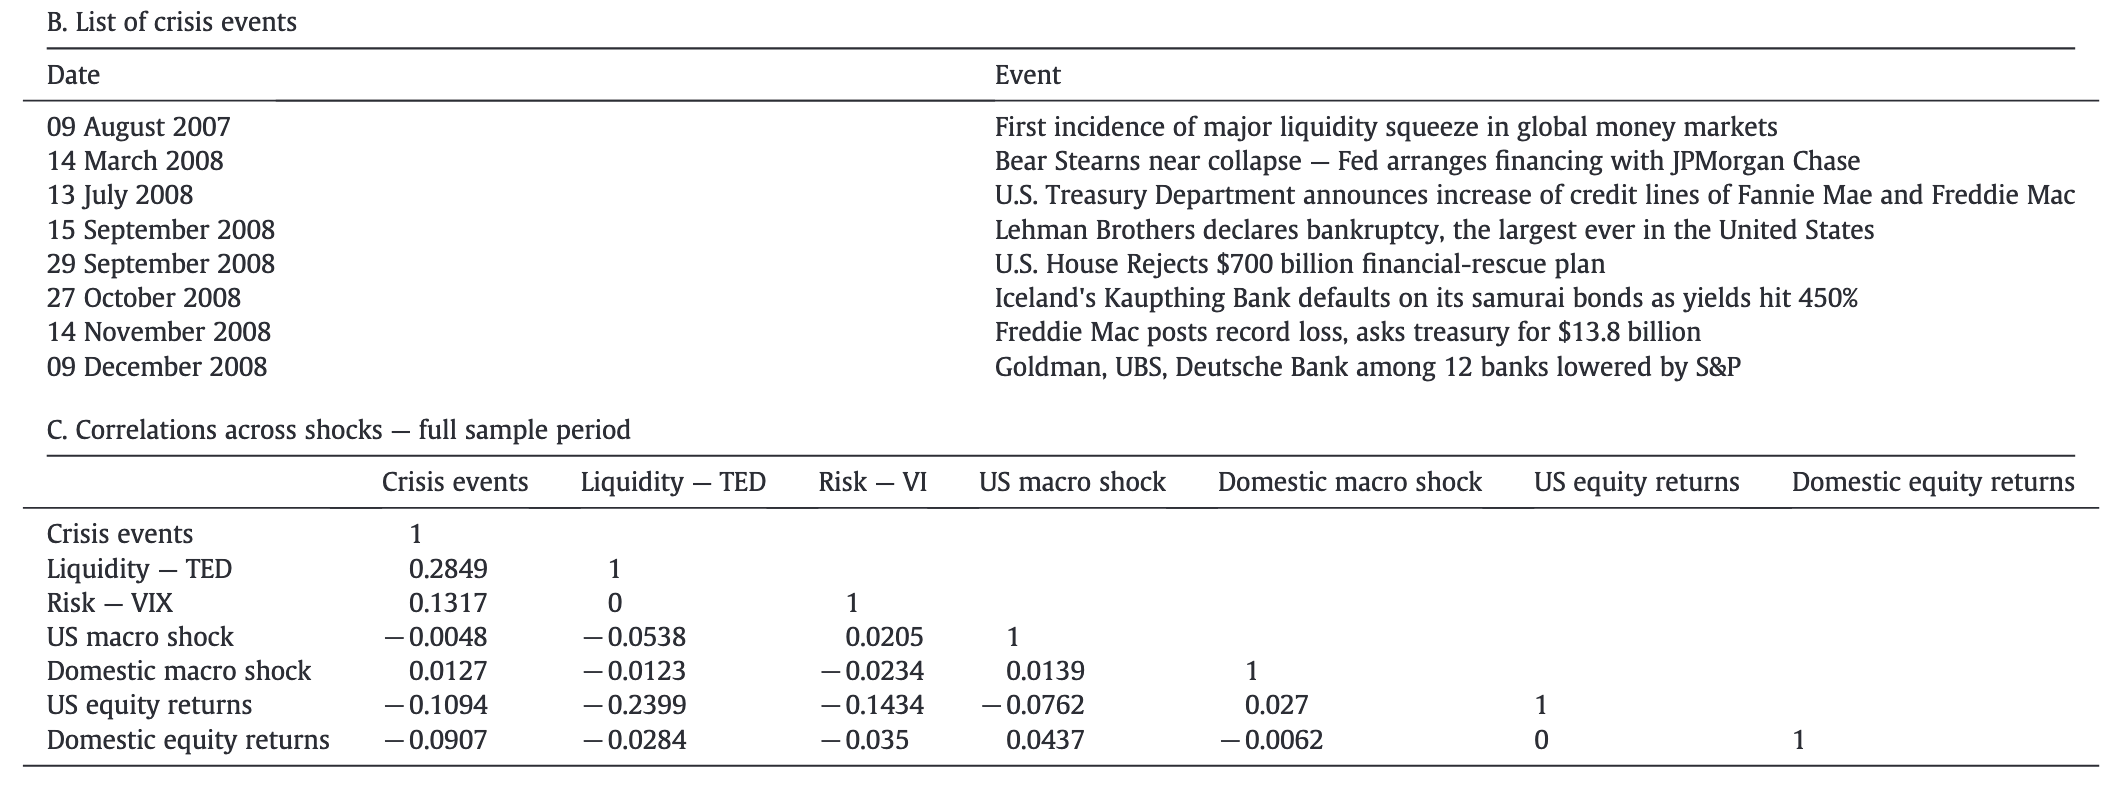 B. List of crisis events
Date Event
09 August 2007 First incidence of major liquidity squeeze in global money markets
14 March 2008 Bear Stearns near collapse — Fed arranges financing with JPMorgan Chase
13 July 2008 U.S. Treasury Department announces increase of credit lines of Fannie Mae and Freddie Mac
15 September 2008 Lehman Brothers declares bankruptcy, the largest ever in the United States
29 September 2008 U.S. House Rejects $700 billion financial-rescue plan
27 October 2008 Iceland's Kaupthing Bank defaults on its samurai bonds as yields hit 450%
14 November 2008 Freddie Mac posts record loss, asks treasury for $13.8 billion
09 December 2008 Goldman, UBS, Deutsche Bank among 12 banks lowered by S&P
C. Correlations across shocks — full sample period
Crisis events Liquidity — TED Risk — VI US macro shock Domestic macro shock US equity returns Domestic equity returns
Crisis events 1
Liquidity — TED 0.2849 1
Risk — VIX 0.1317 0 1
US macro shock −0.0048 −0.0538 0.0205 1
Domestic macro shock 0.0127 −0.0123 −0.0234 0.0139 1
US equity returns −0.1094 −0.2399 −0.1434 −0.0762 0.027 1
Domestic equity returns −0.0907 −0.0284 −0.035 0.0437 −0.0062 0 1